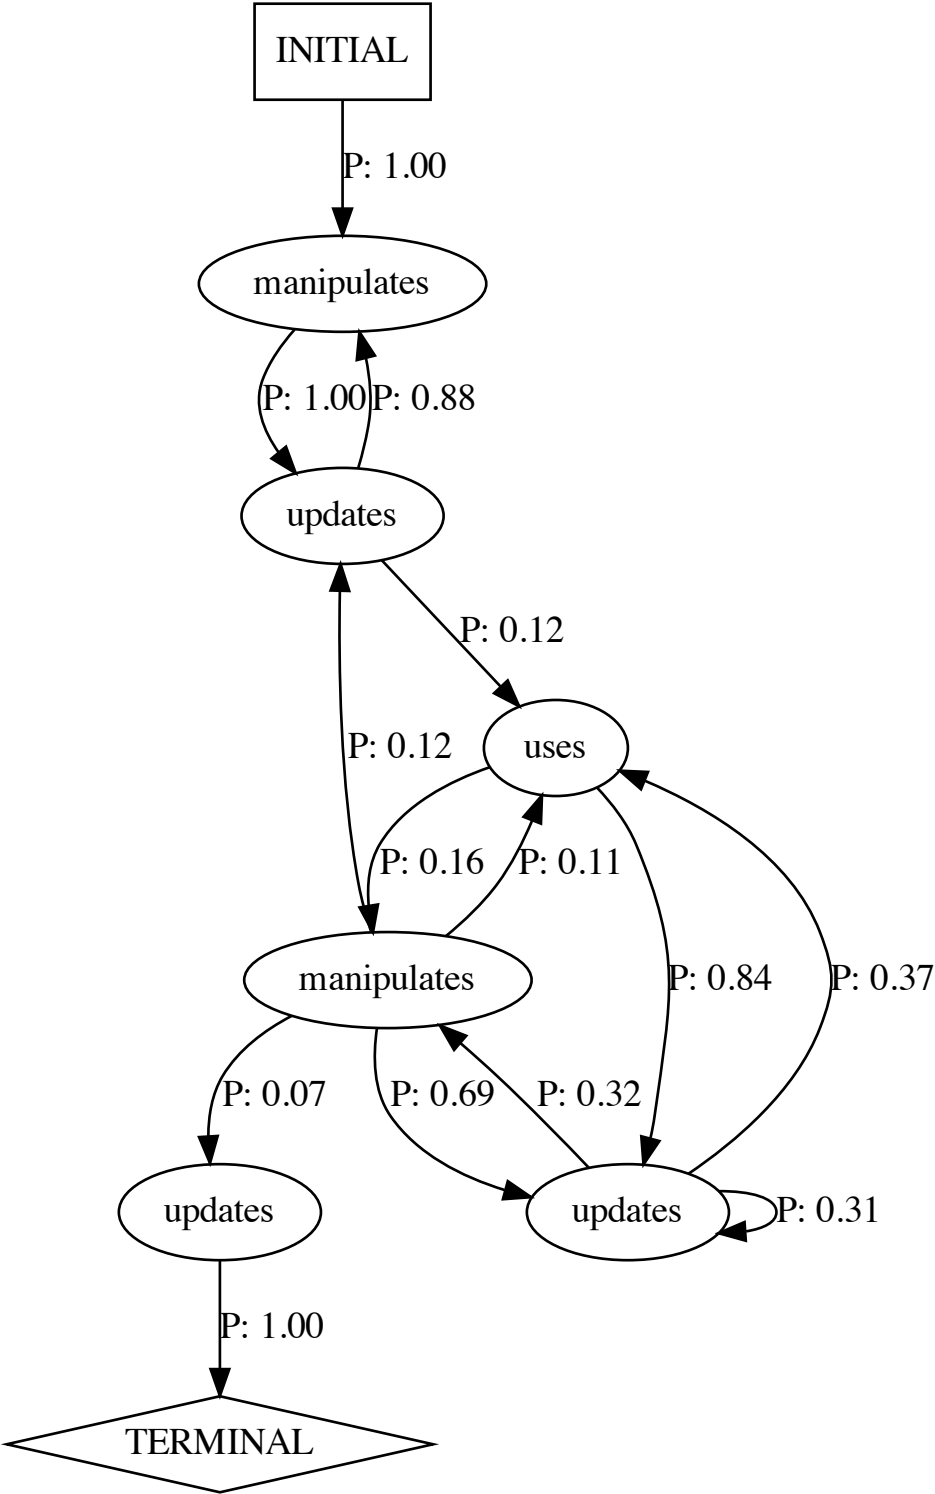 INITIAL
P: 1.00
manipulates
P: 1.00
P: 0.88
updates
P: 0.12
P: 0.12
uses
P: 0.16
P: 0.11
manipulates
P: 0.84
P: 0.37
P: 0.07
P: 0.69
P: 0.32
updates
updates
P: 0.31
P: 1.00
TERMINAL